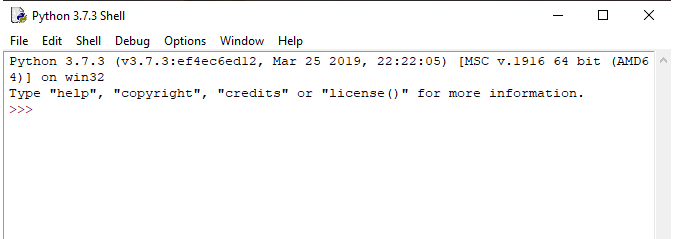 Python 3.7.3 Shell
File Edit Shell Debug Options Window Help
Python 3.7.3 (v3.7.3:ef4ec6ed12, Mar 25 2019, 22:22:05) [MSC v.1916 64 bit (AMD6
4)] on win32
Type "help", "copyright", "credits" or "license()" for more information.
>>>